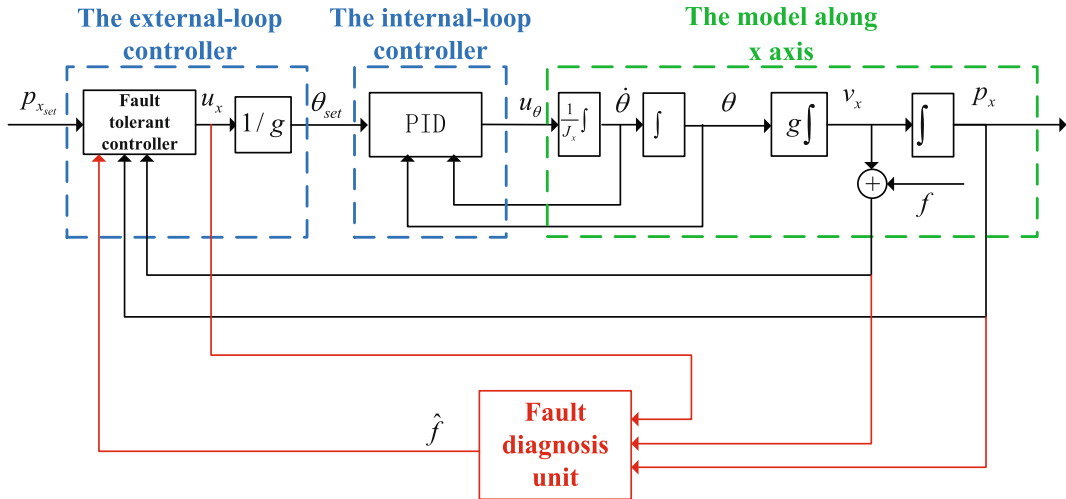 The external-loop
controller
The internal-loop
controller
The model along
x axis
p_{x_{set}}
Fault
tolerant
controller
u_x
1/g
θ_{set}
PID
u_θ
\frac{1}{J_x}∫
θ̇
∫
θ
g∫
v_x
∫
p_x
+
f
f̂
Fault
diagnosis
unit